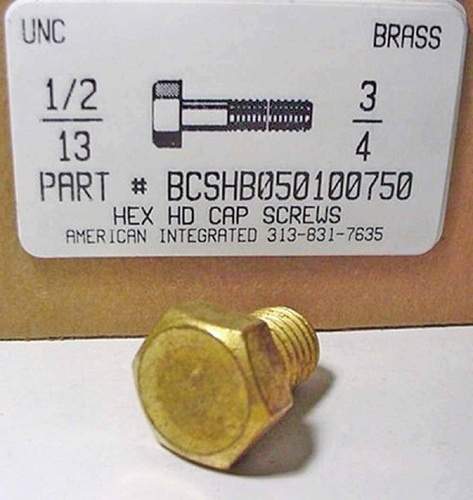 UNC BRASS
1/2 3
13 4
PART # BCSHB050100750
HEX HD CAP SCREWS
AMERICAN INTEGRATED 313-831-7635